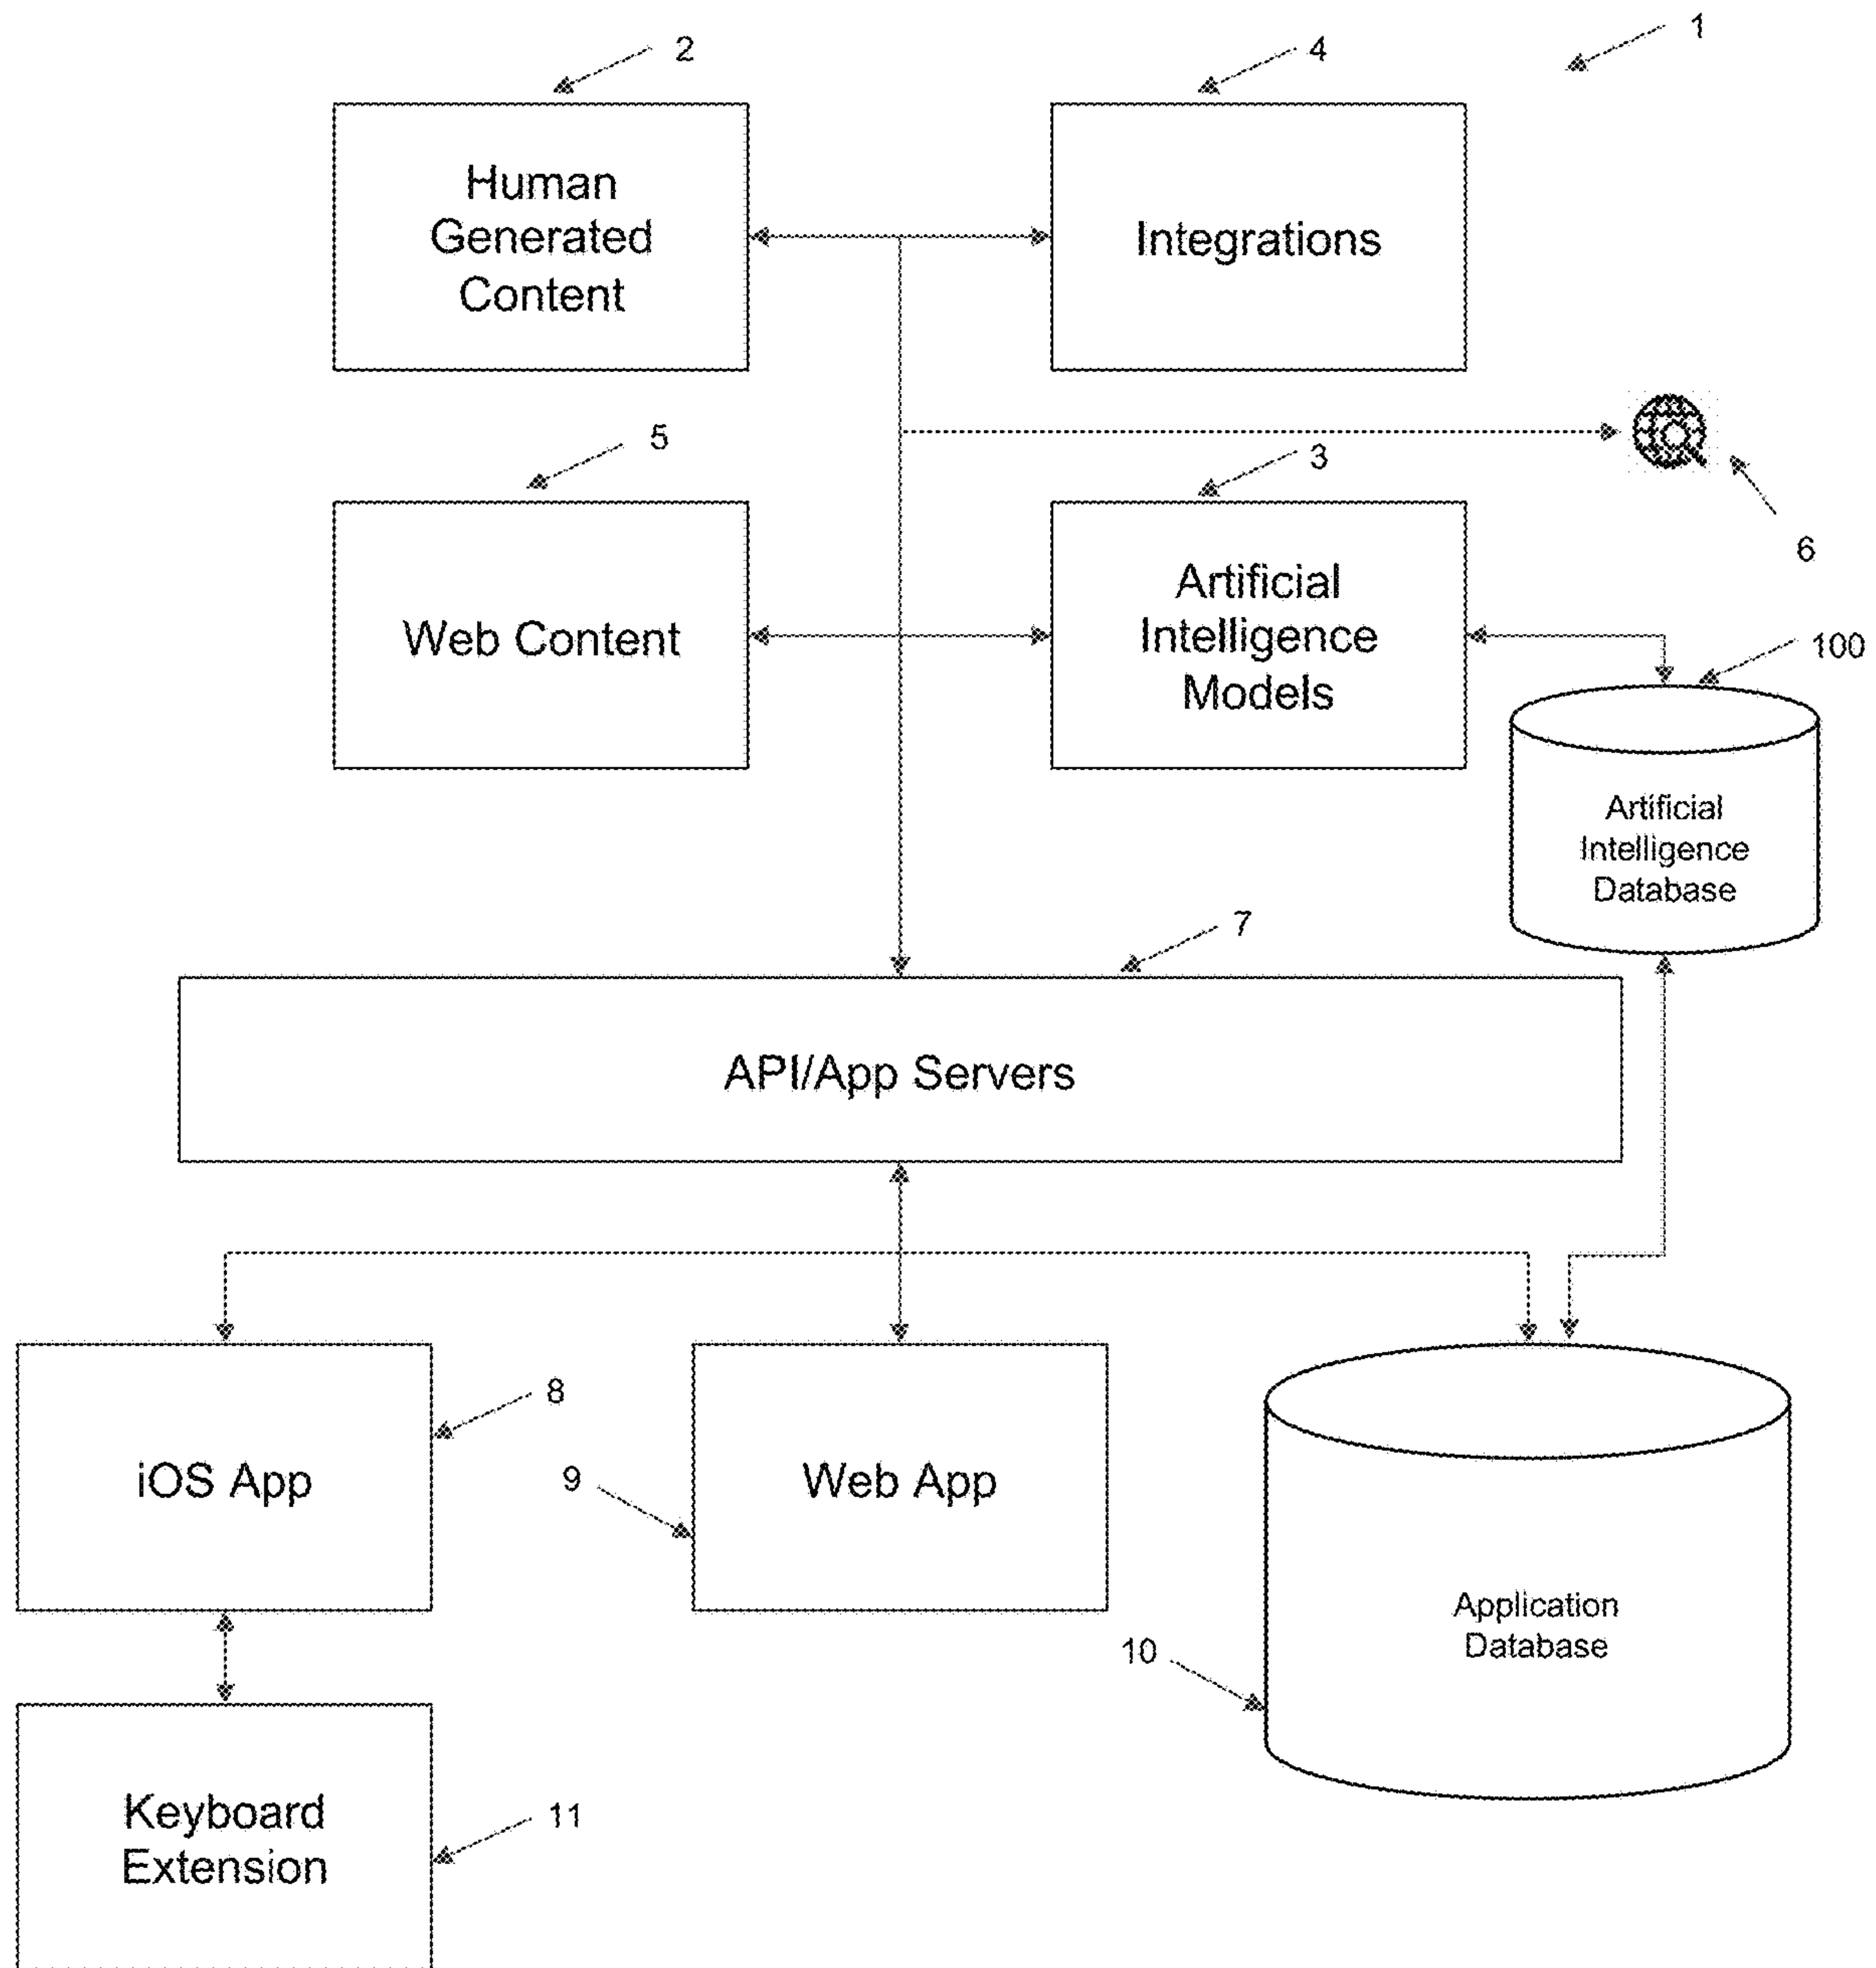 1
2
4
Human
Generated
Content
Integrations
5
3
6
Web Content
Artificial
Intelligence
Models
100
Artificial
Intelligence
Database
7
API/App Servers
8
iOS App
9
Web App
10
Application
Database
Keyboard
Extension
11